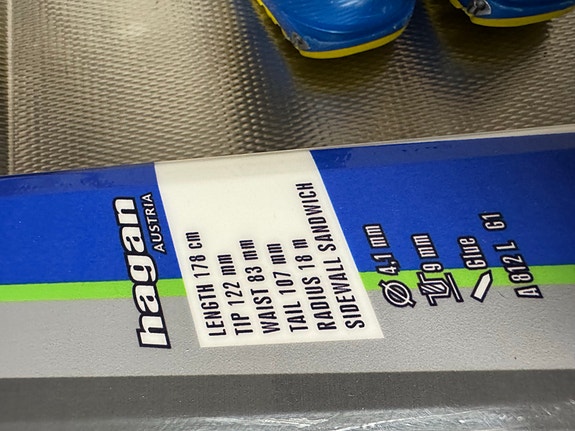 hagan
AUSTRIA
LENGTH 178 cm
TIP 122 mm
WAIST 83 mm
TAIL 107 mm
RADIUS 18 m
SIDEWALL SANDWICH
4,1 mm
9 mm
Glue
A 612 L G1